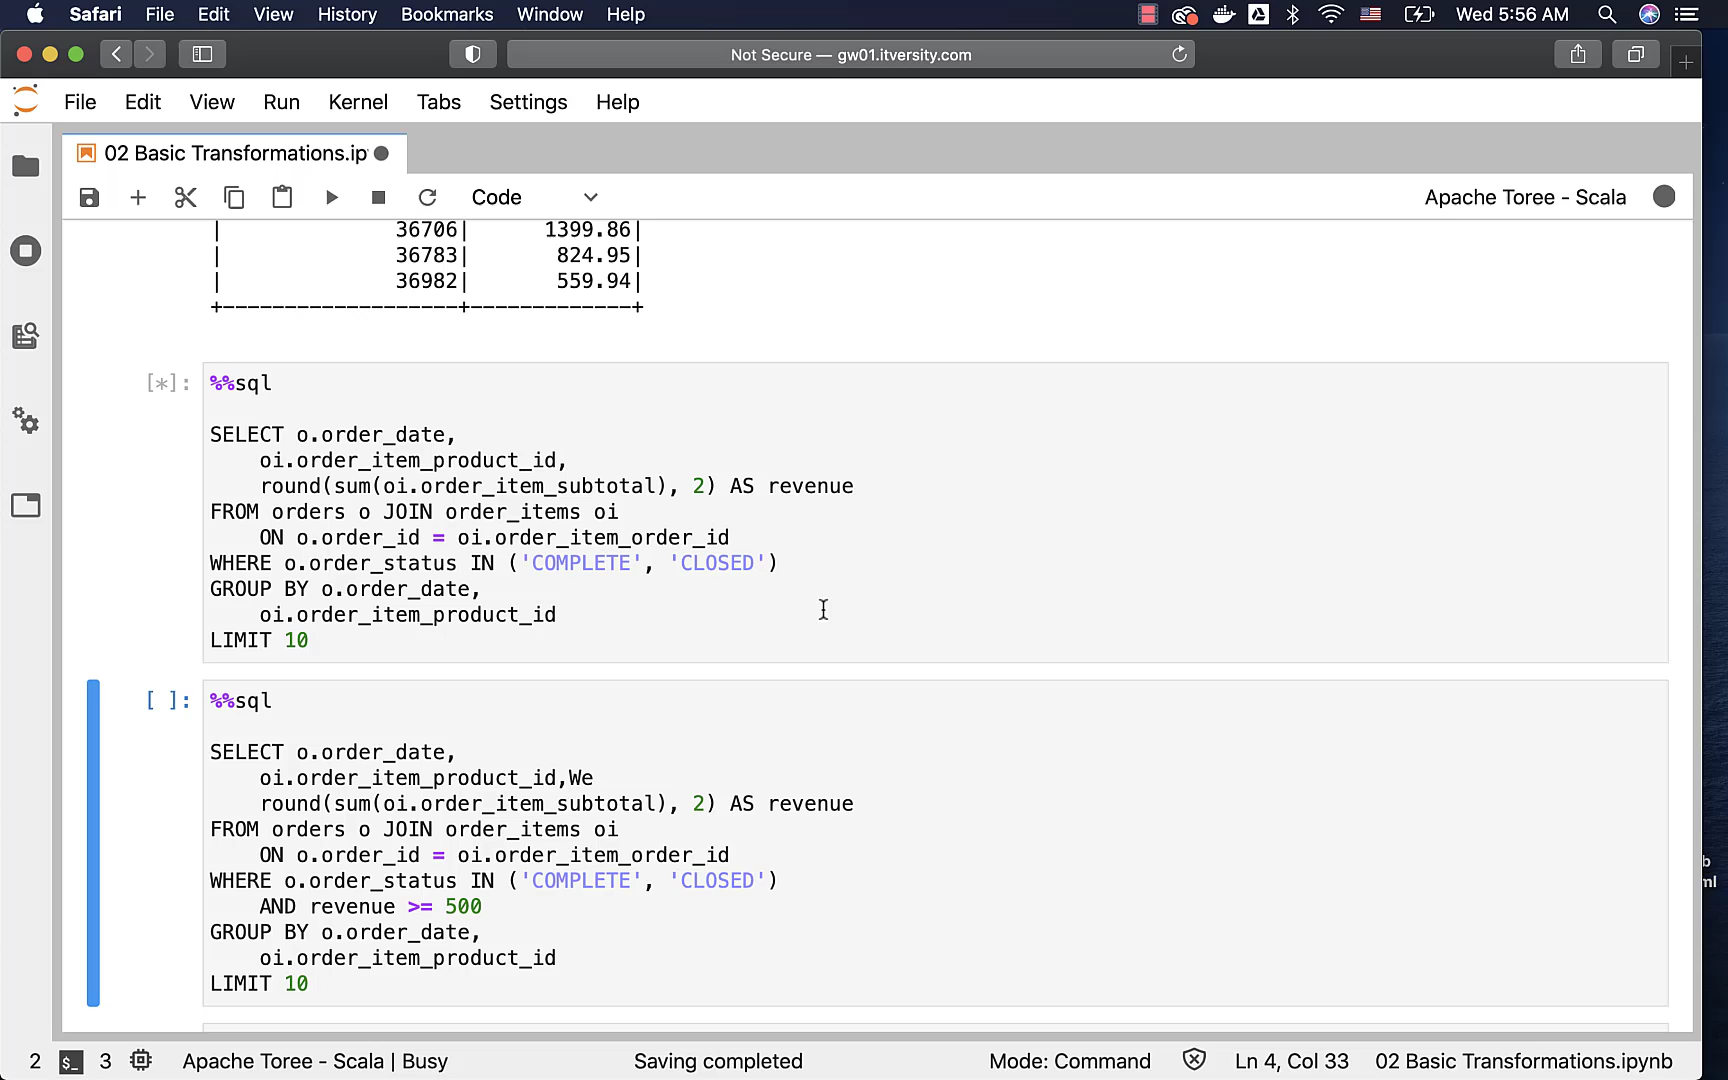 Safari File Edit View History Bookmarks Window Help Wed 5:56 AM
Not Secure — gw01.itversity.com
File Edit View Run Kernel Tabs Settings Help
02 Basic Transformations.ip
Code Apache Toree - Scala
| 36706| 1399.86|
| 36783| 824.95|
| 36982| 559.94|
+-------------------+-------------+
[*]: %%sql
SELECT o.order_date,
oi.order_item_product_id,
round(sum(oi.order_item_subtotal), 2) AS revenue
FROM orders o JOIN order_items oi
ON o.order_id = oi.order_item_order_id
WHERE o.order_status IN ('COMPLETE', 'CLOSED')
GROUP BY o.order_date,
oi.order_item_product_id
LIMIT 10
[ ]: %%sql
SELECT o.order_date,
oi.order_item_product_id,We
round(sum(oi.order_item_subtotal), 2) AS revenue
FROM orders o JOIN order_items oi
ON o.order_id = oi.order_item_order_id
WHERE o.order_status IN ('COMPLETE', 'CLOSED')
AND revenue >= 500
GROUP BY o.order_date,
oi.order_item_product_id
LIMIT 10
b
ml
2 $_ 3 Apache Toree - Scala | Busy Saving completed Mode: Command Ln 4, Col 33 02 Basic Transformations.ipynb